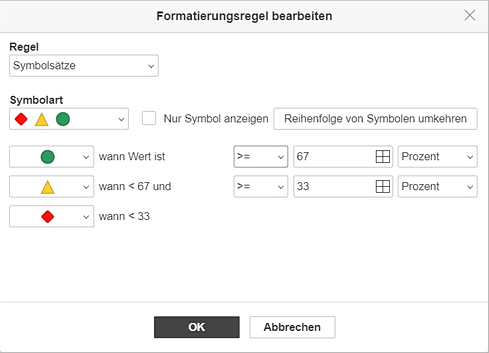 Formatierungsregel bearbeiten
Regel
Symbolsätze
Symbolart
Nur Symbol anzeigen Reihenfolge von Symbolen umkehren
wann Wert ist >= 67 Prozent
wann < 67 und >= 33 Prozent
wann < 33
OK Abbrechen